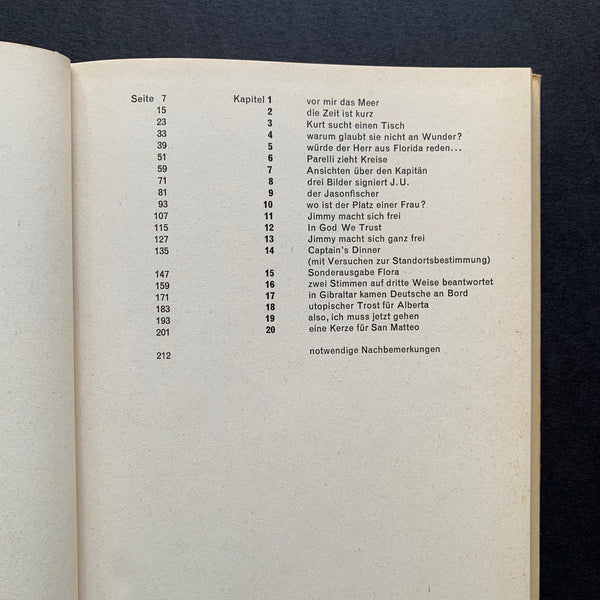 Seite 7 Kapitel 1 vor mir das Meer
15 2 die Zeit ist kurz
23 3 Kurt sucht einen Tisch
33 4 warum glaubt sie nicht an Wunder?
39 5 würde der Herr aus Florida reden...
51 6 Parelli zieht Kreise
59 7 Ansichten über den Kapitän
71 8 drei Bilder signiert J.U.
81 9 der Jasonfischer
93 10 wo ist der Platz einer Frau?
107 11 Jimmy macht sich frei
115 12 In God We Trust
127 13 Jimmy macht sich ganz frei
135 14 Captain's Dinner
(mit Versuchen zur Standortsbestimmung)
147 15 Sonderausgabe Flora
159 16 zwei Stimmen auf dritte Weise beantwortet
171 17 in Gibraltar kamen Deutsche an Bord
183 18 utopischer Trost für Alberta
193 19 also, ich muss jetzt gehen
201 20 eine Kerze für San Matteo
212 notwendige Nachbemerkungen